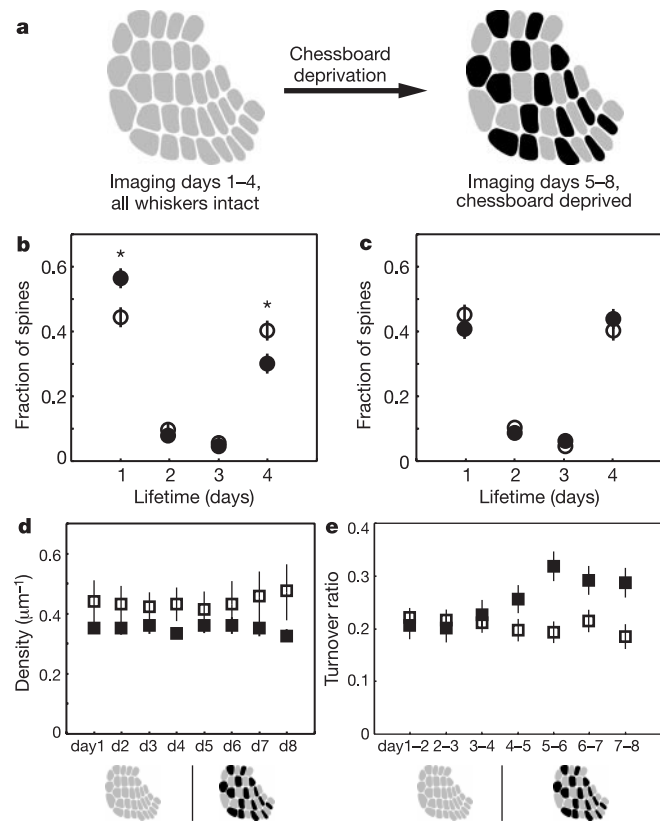 a
Chessboard
deprivation
Imaging days 1–4,
all whiskers intact
Imaging days 5–8,
chessboard deprived
b
Fraction of spines
0.6
0.4
0.2
0
*
*
1 2 3 4
Lifetime (days)
c
Fraction of spines
0.6
0.4
0.2
0
1 2 3 4
Lifetime (days)
d
Density (μm⁻¹)
0.6
0.4
0.2
0
day1 d2 d3 d4 d5 d6 d7 d8
e
Turnover ratio
0.4
0.3
0.2
0.1
0
day1–2 2–3 3–4 4–5 5–6 6–7 7–8